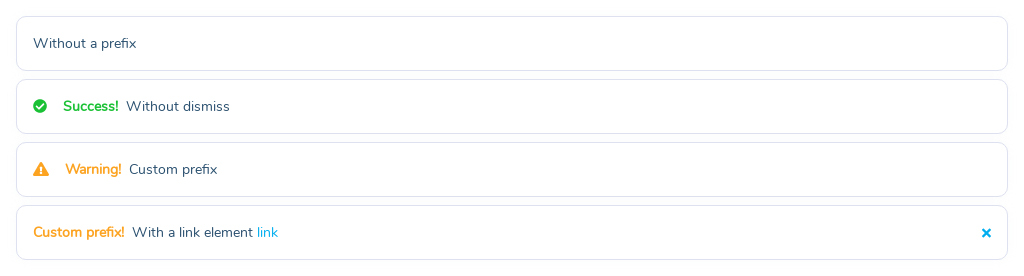 Without a prefix
Success! Without dismiss
Warning! Custom prefix
Custom prefix! With a link element link